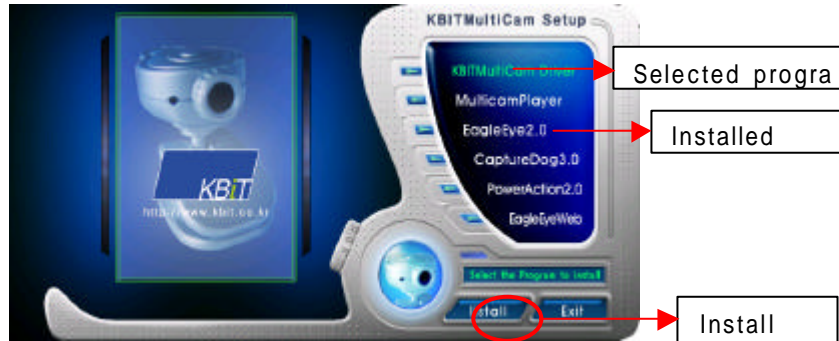 KBITMultiCam Setup
KBITMultiCam Driver
MulticamPlayer
EagleEye2.0
CaptureDog3.0
PowerAction2.0
EagleEyeWeb
Select the Program to install
Install
Exit
KBiT
http://www.kbit.co.kr
Selected progra
Installed
Install